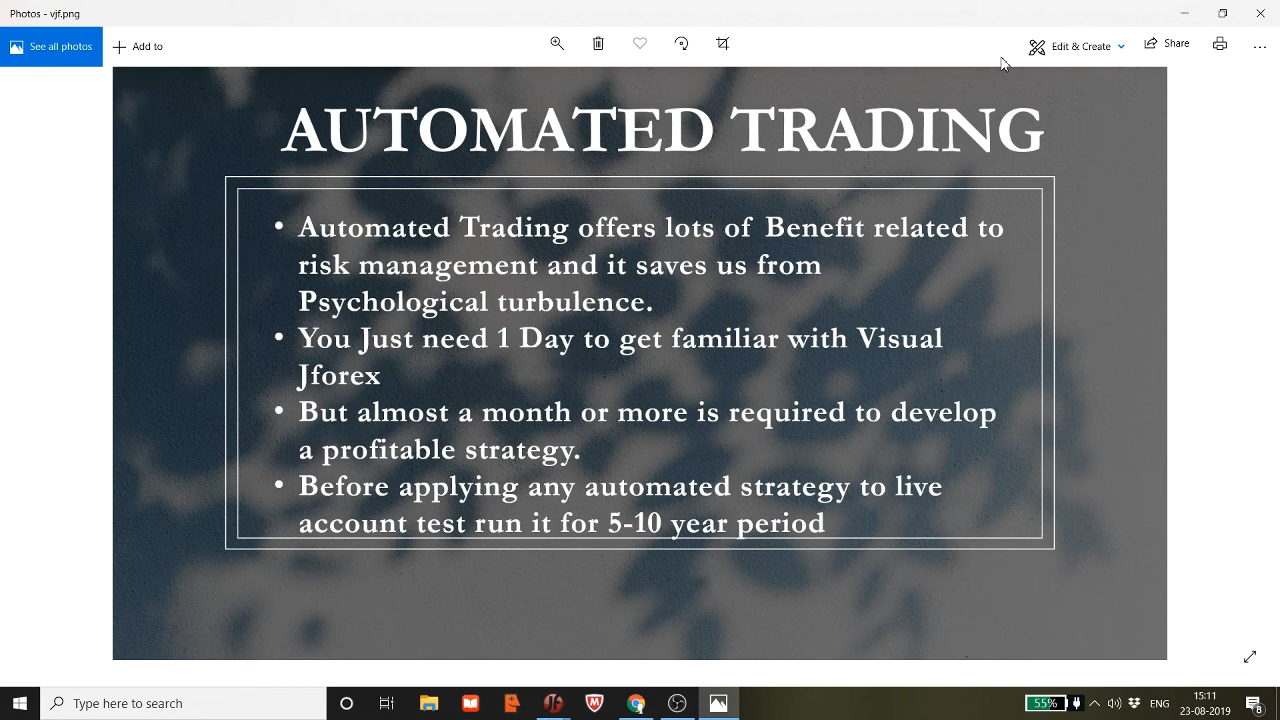 Photos - vjf.png
See all photos
Add to
Edit & Create
Share
AUTOMATED TRADING
• Automated Trading offers lots of Benefit related to
risk management and it saves us from
Psychological turbulence.
• You Just need 1 Day to get familiar with Visual
Jforex
• But almost a month or more is required to develop
a profitable strategy.
• Before applying any automated strategy to live
account test run it for 5-10 year period
Type here to search
55%
ENG
15:11
23-08-2019